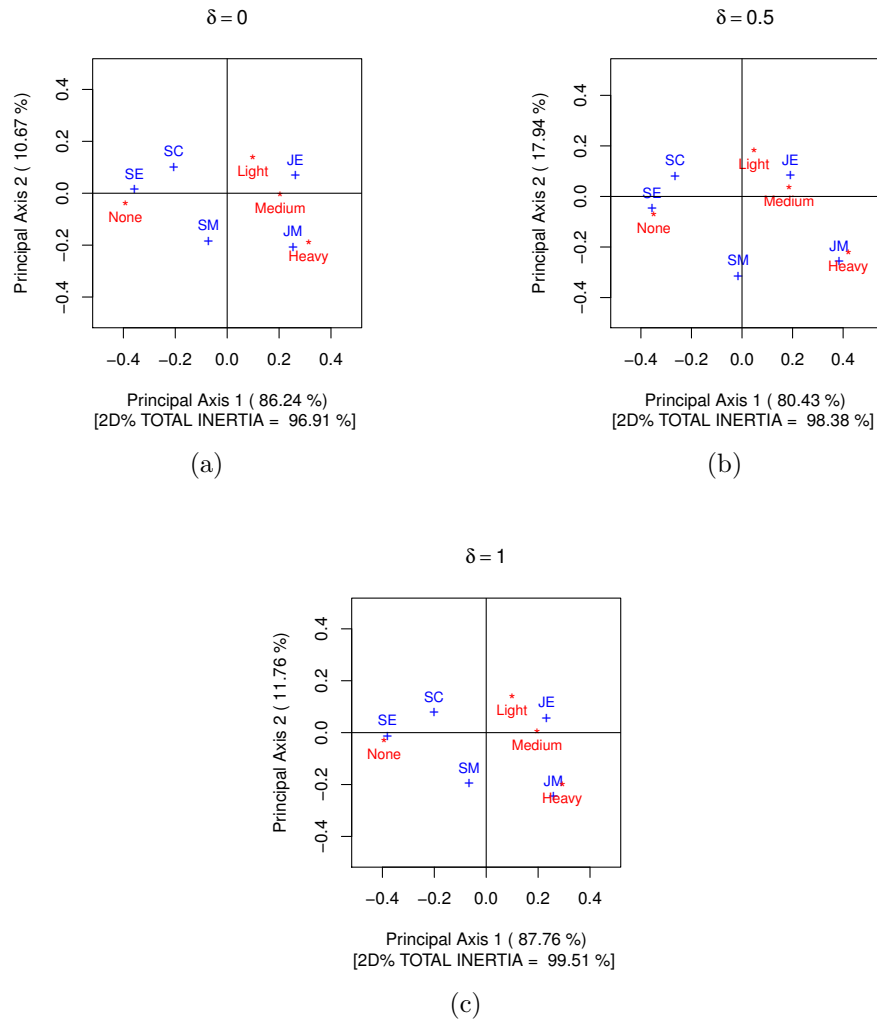 δ = 0
0.4
0.2
0.0
−0.2
−0.4
Principal Axis 2 ( 10.67 %)
SC
SE
None
SM
Light
JE
Medium
JM
Heavy
−0.4 −0.2 0.0 0.2 0.4
Principal Axis 1 ( 86.24 %)
[2D% TOTAL INERTIA = 96.91 %]
(a)
δ = 0.5
0.4
0.2
0.0
−0.2
−0.4
Principal Axis 2 ( 17.94 %)
SC
SE
None
SM
Light
JE
Medium
JM
Heavy
−0.4 −0.2 0.0 0.2 0.4
Principal Axis 1 ( 80.43 %)
[2D% TOTAL INERTIA = 98.38 %]
(b)
δ = 1
0.4
0.2
0.0
−0.2
−0.4
Principal Axis 2 ( 11.76 %)
SC
SE
None
SM
Light
JE
Medium
JM
Heavy
−0.4 −0.2 0.0 0.2 0.4
Principal Axis 1 ( 87.76 %)
[2D% TOTAL INERTIA = 99.51 %]
(c)